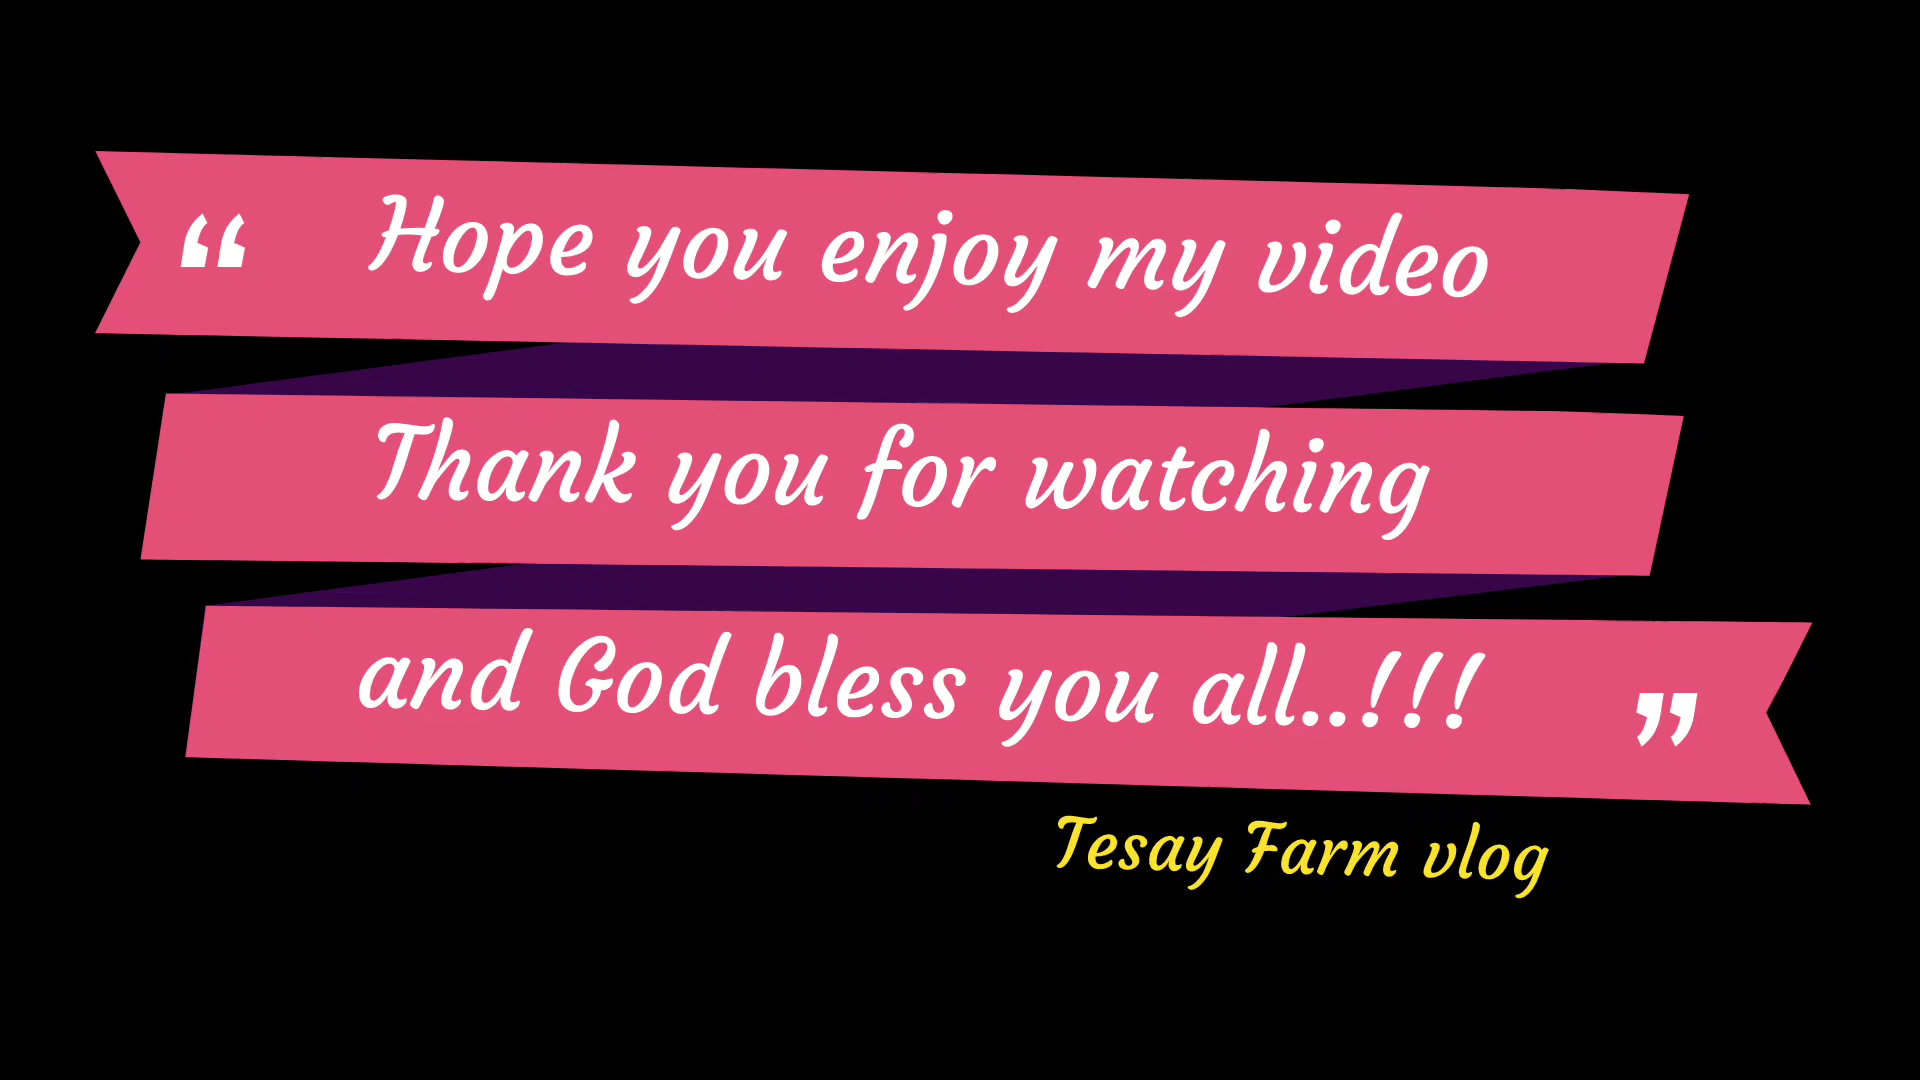 “ Hope you enjoy my video
Thank you for watching
and God bless you all..!!! ”
Tesay Farm vlog